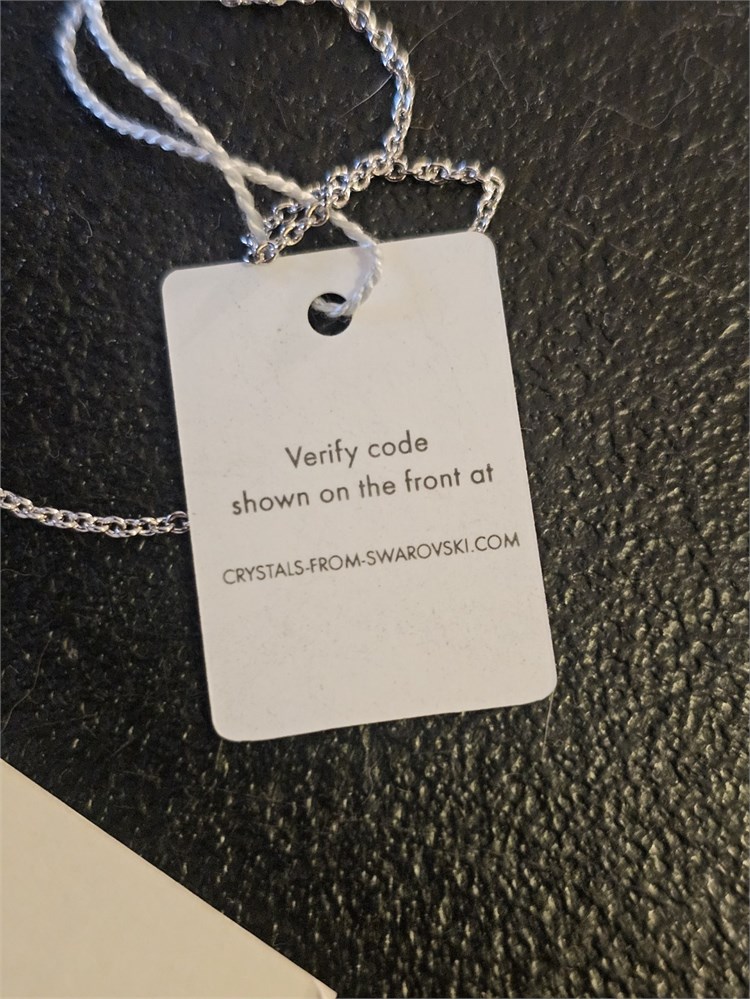 Verify code
shown on the front at
CRYSTALS-FROM-SWAROVSKI.COM